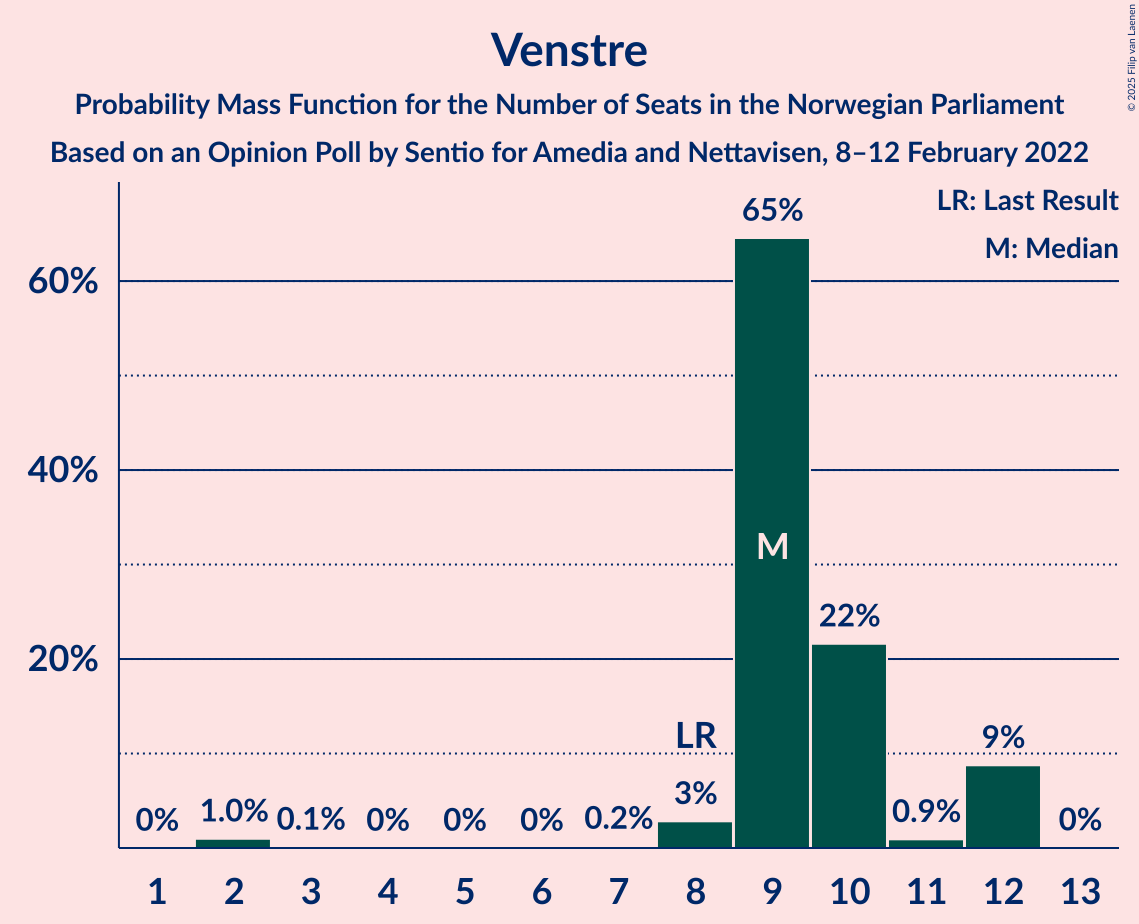 Venstre
Probability Mass Function for the Number of Seats in the Norwegian Parliament
Based on an Opinion Poll by Sentio for Amedia and Nettavisen, 8–12 February 2022
© 2025 Filip van Laenen
LR: Last Result
M: Median
60%
40%
20%
0%
1.0%
0.1%
0%
0%
0%
0.2%
LR
3%
65%
M
22%
0.9%
9%
0%
1 2 3 4 5 6 7 8 9 10 11 12 13